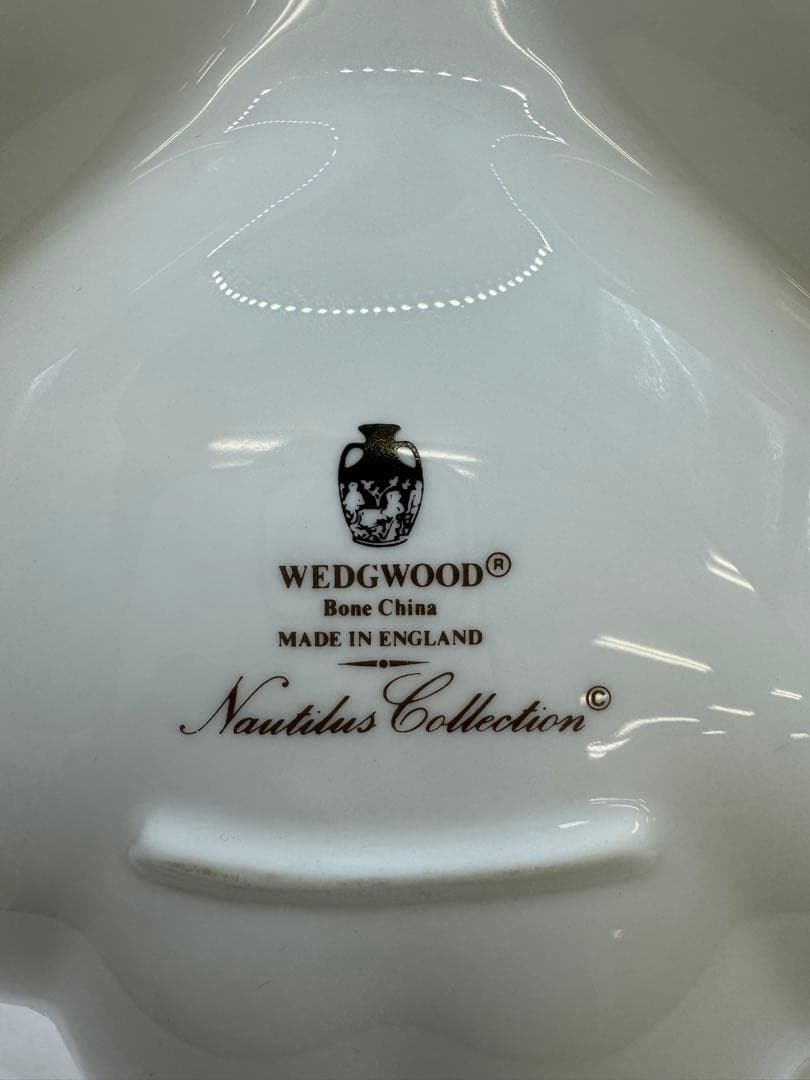 WEDGWOOD®
Bone China
MADE IN ENGLAND
Nautilus Collection©